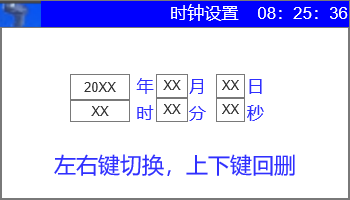 时钟设置 08：25：36
20XX 年 XX 月 XX 日
XX 时 XX 分 XX 秒
左右键切换，上下键回删